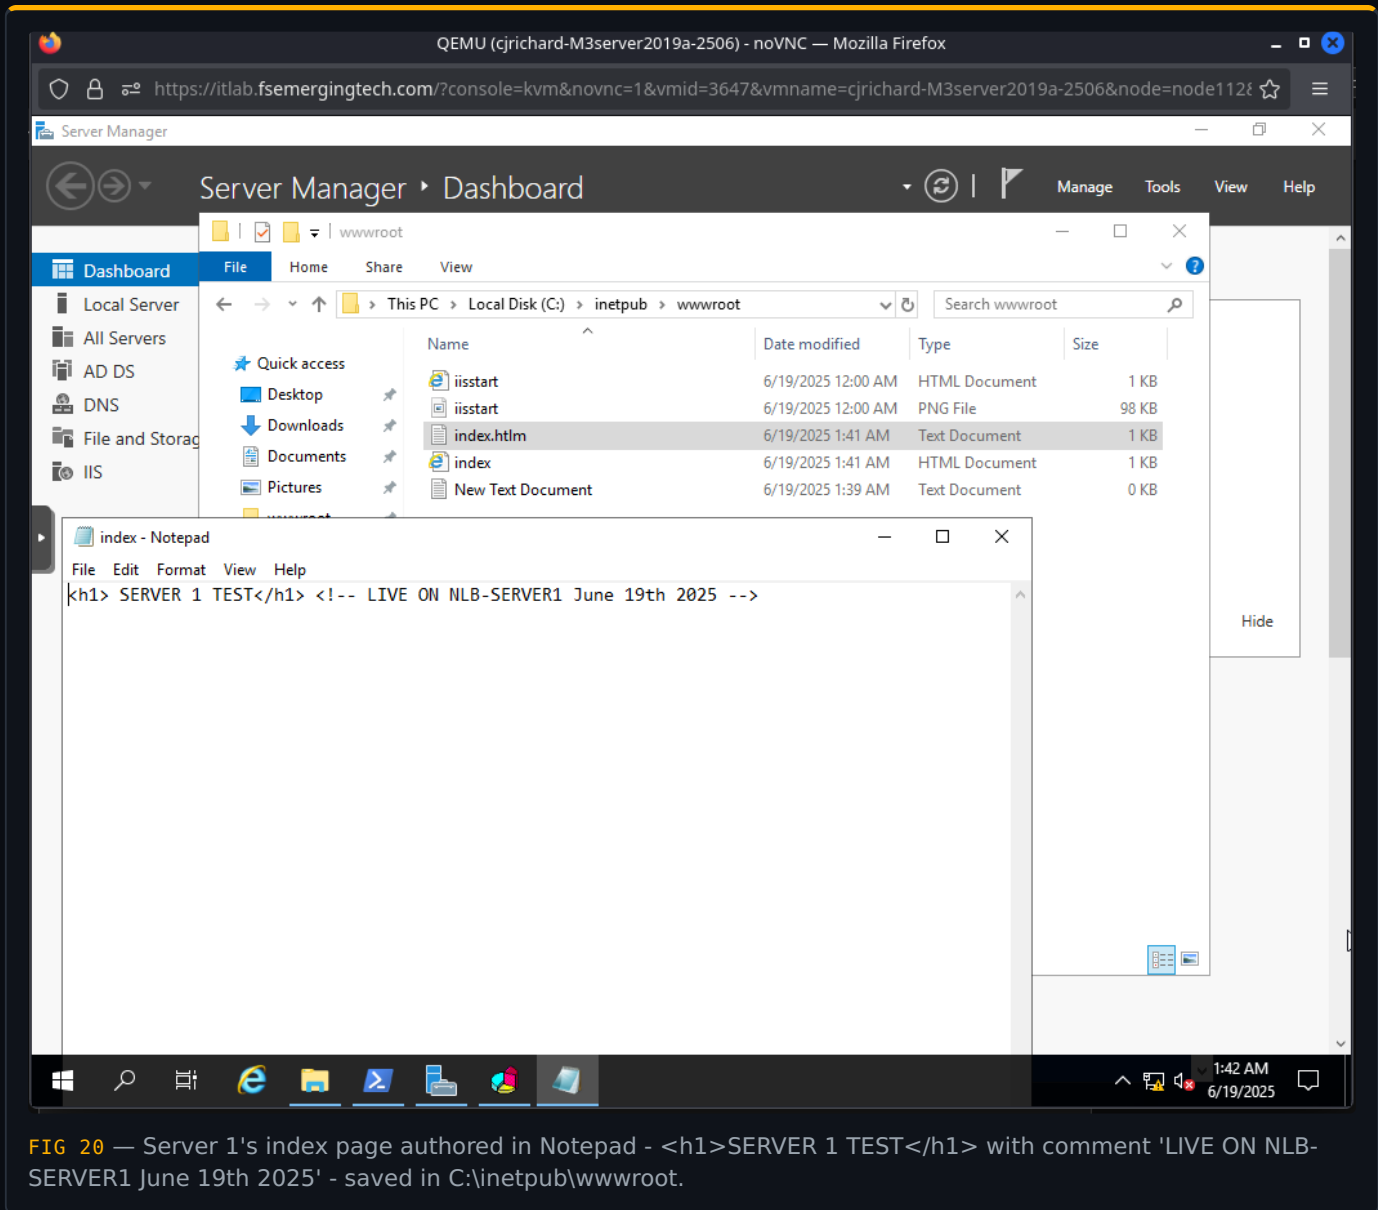 QEMU (cjrichard-M3server2019a-2506) - noVNC — Mozilla Firefox
https://itlab.fsemergingtech.com/?console=kvm&novnc=1&vmid=3647&vmname=cjrichard-M3server2019a-2506&node=node112
Server Manager
Server Manager Dashboard
Manage Tools View Help
wwwroot
File Home Share View
This PC Local Disk (C:) inetpub wwwroot
Search wwwroot
Dashboard
Local Server
All Servers
AD DS
DNS
File and Storag
IIS
Quick access
Desktop
Downloads
Documents
Pictures
wwwroot
Name Date modified Type Size
iisstart 6/19/2025 12:00 AM HTML Document 1 KB
iisstart 6/19/2025 12:00 AM PNG File 98 KB
index.htlm 6/19/2025 1:41 AM Text Document 1 KB
index 6/19/2025 1:41 AM HTML Document 1 KB
New Text Document 6/19/2025 1:39 AM Text Document 0 KB
Hide
index - Notepad
File Edit Format View Help
<h1> SERVER 1 TEST</h1> <!-- LIVE ON NLB-SERVER1 June 19th 2025 -->
1:42 AM
6/19/2025
FIG 20 — Server 1's index page authored in Notepad - <h1>SERVER 1 TEST</h1> with comment 'LIVE ON NLB-
SERVER1 June 19th 2025' - saved in C:\inetpub\wwwroot.